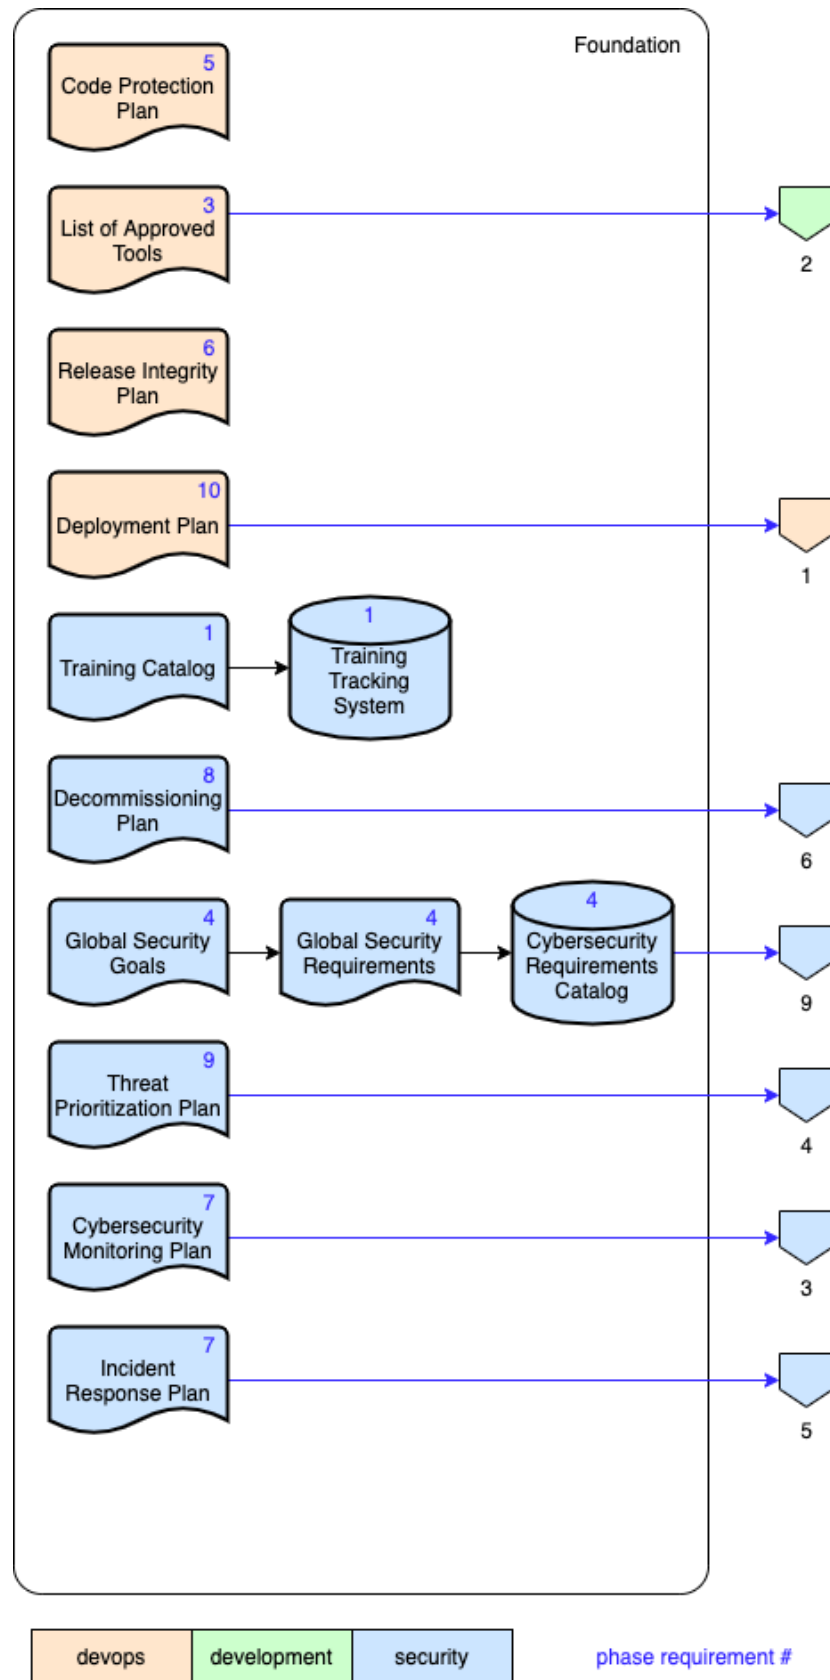 Foundation
5
Code Protection
Plan
3
List of Approved
Tools
2
6
Release Integrity
Plan
10
Deployment Plan
1
1
Training Catalog
1
Training
Tracking
System
8
Decommissioning
Plan
6
4
Global Security
Goals
4
Global Security
Requirements
4
Cybersecurity
Requirements
Catalog
9
9
Threat
Prioritization Plan
4
7
Cybersecurity
Monitoring Plan
3
7
Incident
Response Plan
5
devops
development
security
phase requirement #